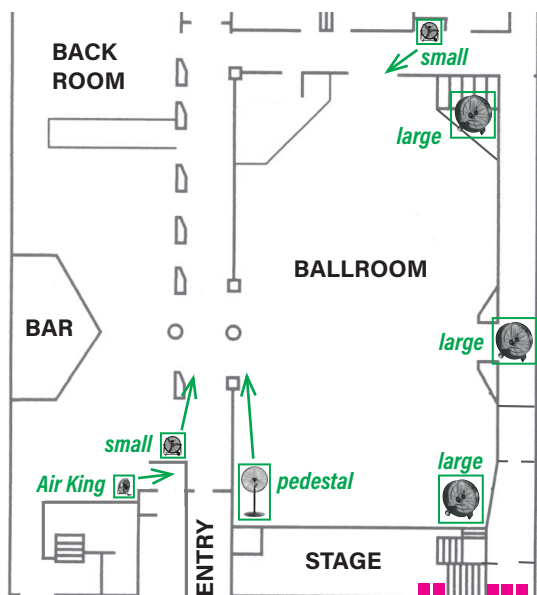 BACK
ROOM
small
large
BALLROOM
BAR
large
small
Air King
pedestal
large
ENTRY
STAGE